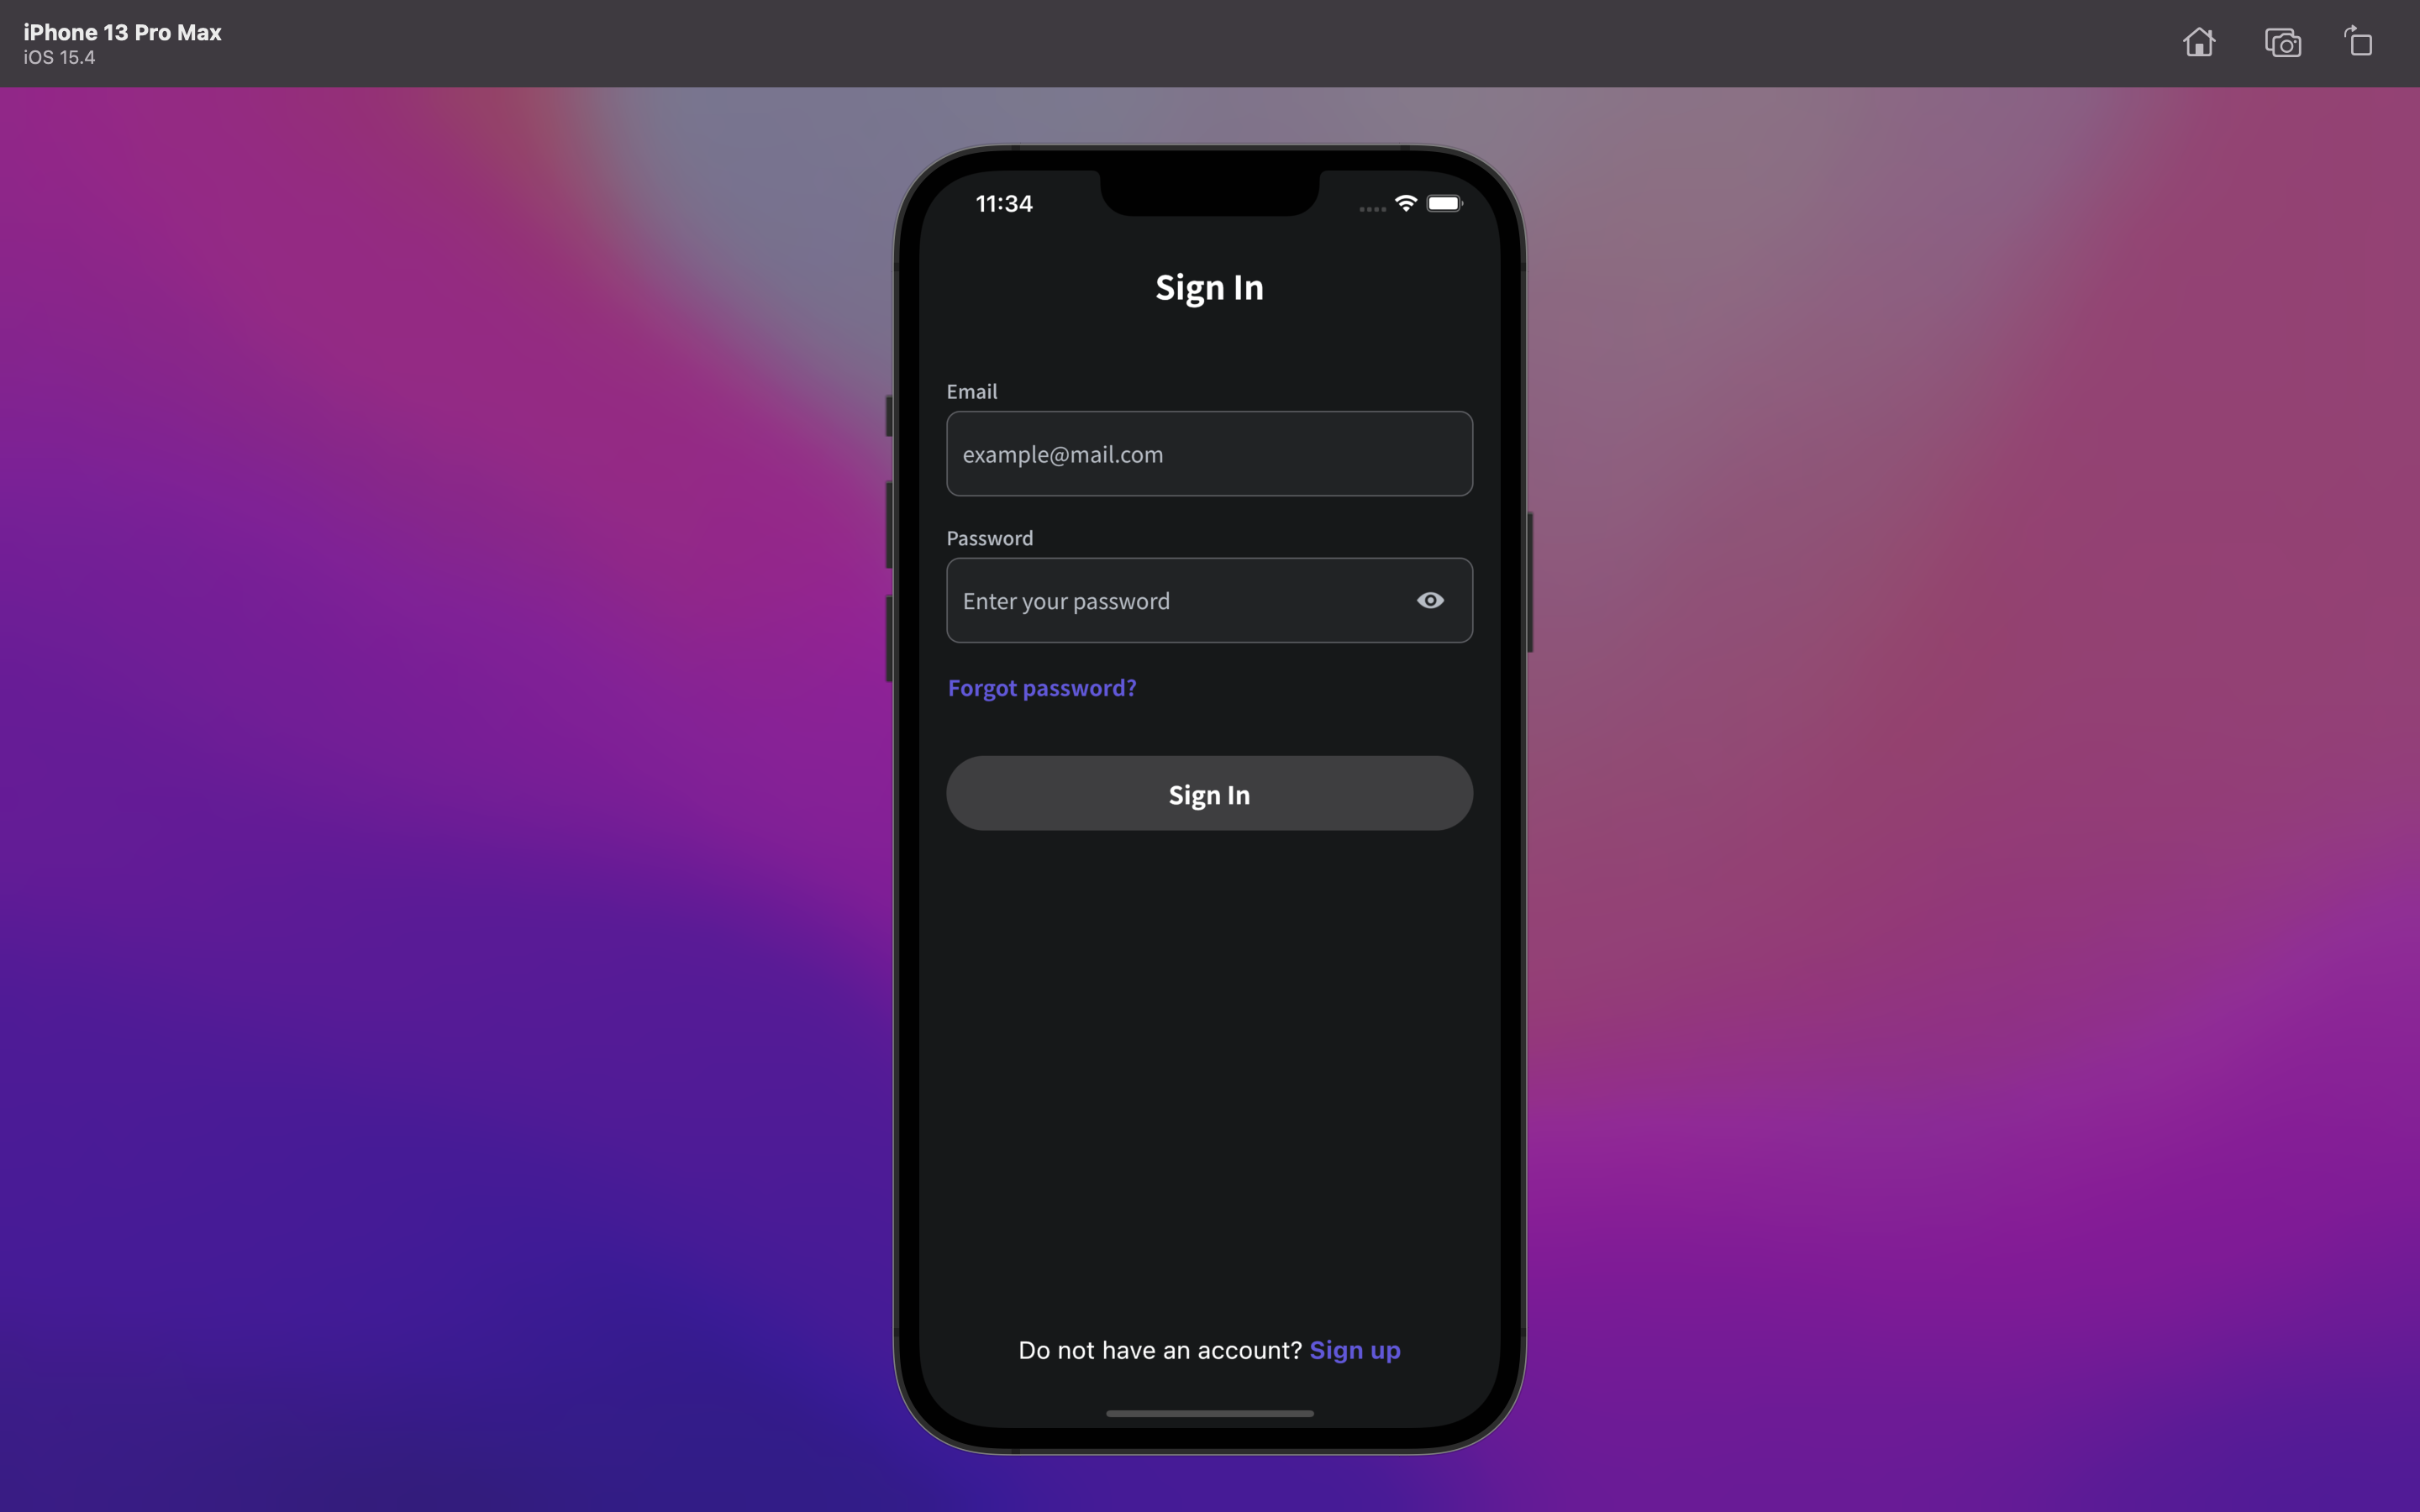 iPhone 13 Pro Max
iOS 15.4
11:34
Sign In
Email
example@mail.com
Password
Enter your password
Forgot password?
Sign In
Do not have an account? Sign up